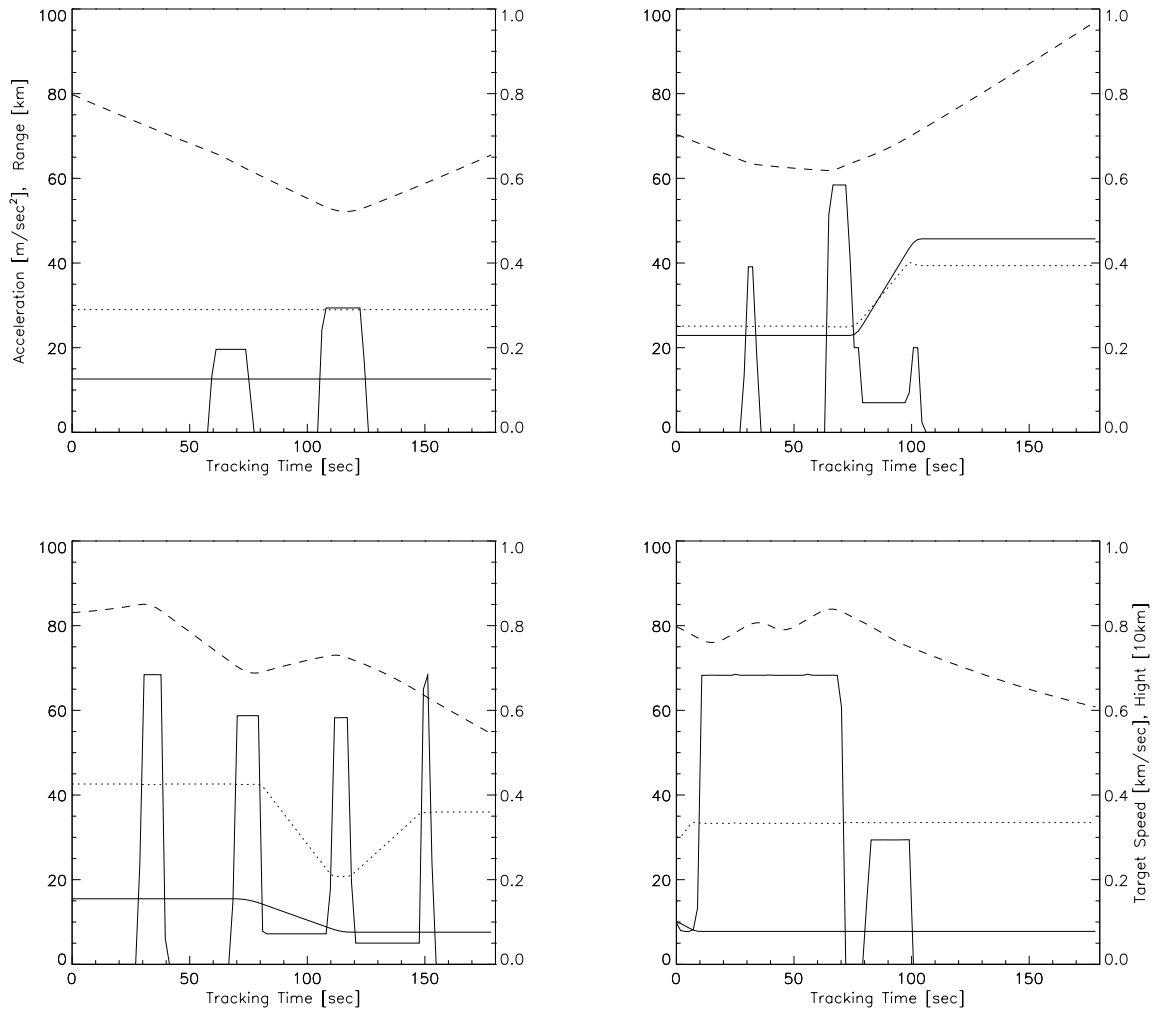 100 1.0 100 1.0
80 0.8 80 0.8
60 0.6 60 0.6
40 0.4 40 0.4
20 0.2 20 0.2
0 0.0 0 0.0
0 50 100 150 0 50 100 150
Acceleration [m/sec2], Range [km]
Tracking Time [sec] Tracking Time [sec]
100 1.0 100 1.0
80 0.8 80 0.8
60 0.6 60 0.6
40 0.4 40 0.4
20 0.2 20 0.2
0 0.0 0 0.0
0 50 100 150 0 50 100 150
Tracking Time [sec] Tracking Time [sec]
Target Speed [km/sec], Hight [10km]